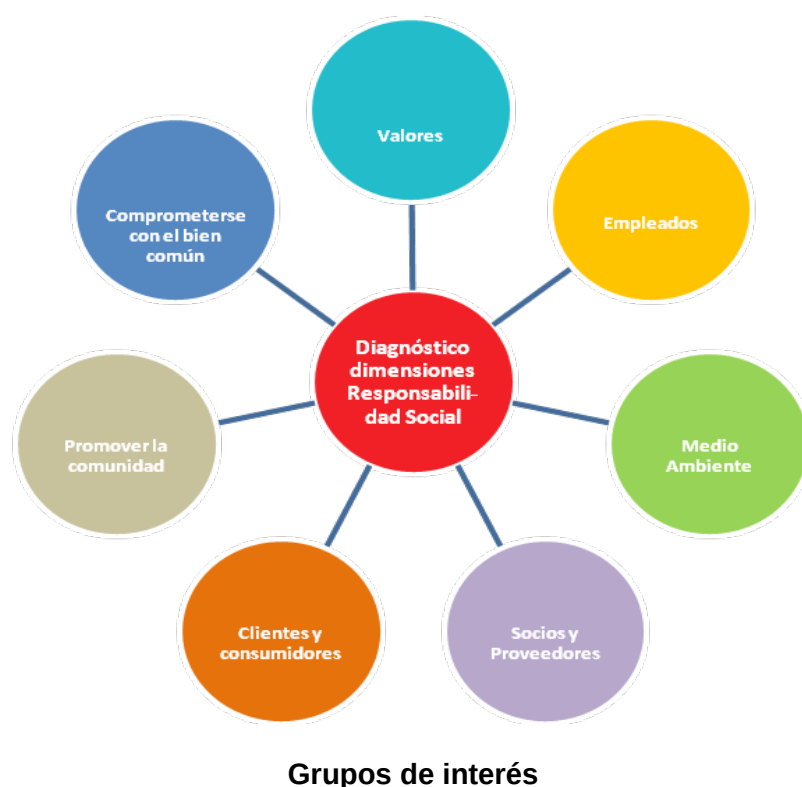 Valores
Comprometerse
con el bien
común
Empleados
Diagnóstico
dimensiones
Responsabili-
dad Social
Promover la
comunidad
Medio
Ambiente
Clientes y
consumidores
Socios y
Proveedores
Grupos de interés